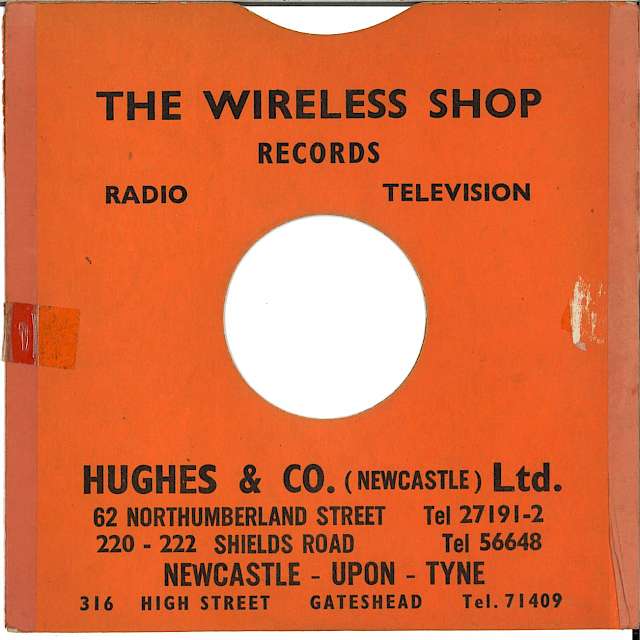 THE WIRELESS SHOP
RECORDS
RADIO TELEVISION
HUGHES & CO. (NEWCASTLE) Ltd.
62 NORTHUMBERLAND STREET Tel 27191-2
220 - 222 SHIELDS ROAD Tel 56648
NEWCASTLE - UPON - TYNE
316 HIGH STREET GATESHEAD Tel. 71409